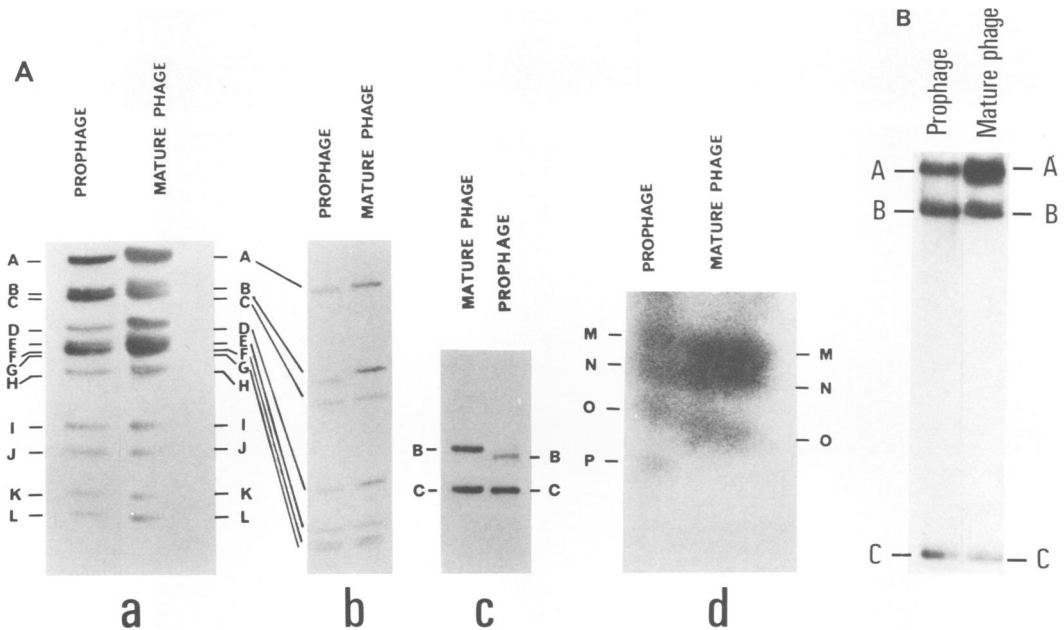 A
PROPHAGE
MATURE PHAGE
A
B
C
D
E
F
G
H
I
J
K
L
A
B
C
D
E
F
G
H
I
J
K
L
a
PROPHAGE
MATURE PHAGE
b
MATURE PHAGE
PROPHAGE
B
C
B
C
c
PROPHAGE
MATURE PHAGE
M
N
O
P
M
N
O
d
B
Prophage
Mature phage
A
B
C
A
B
C